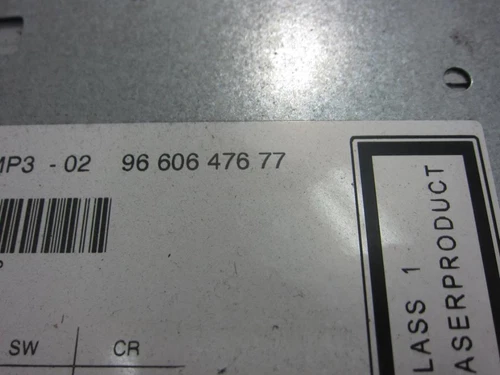 MP3 - 02 96 606 476 77
SW CR
LASS 1
ASERPRODUCT